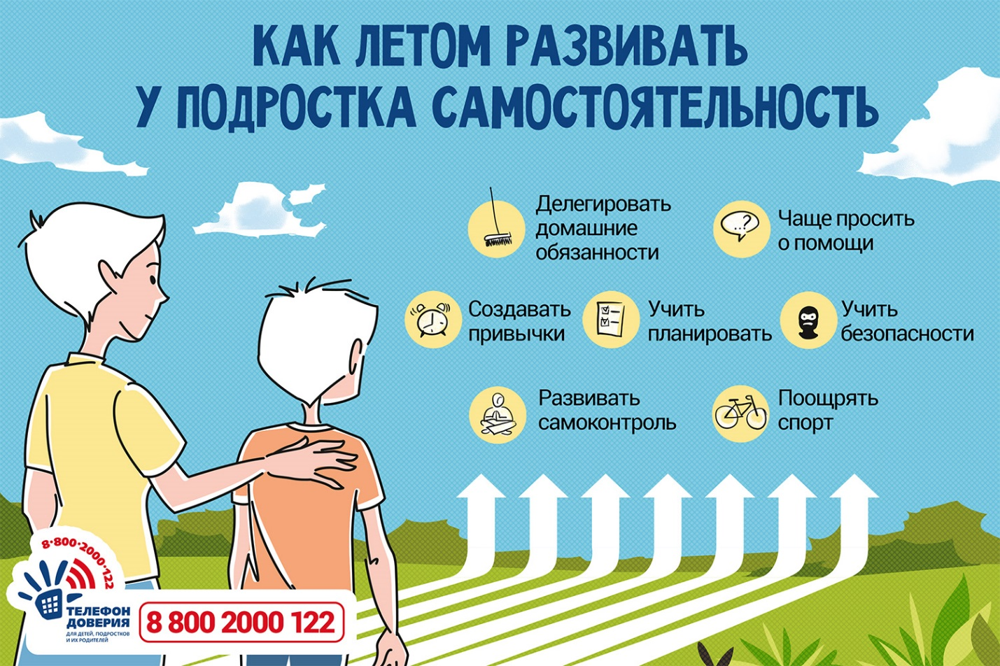 КАК ЛЕТОМ РАЗВИВАТЬ
У ПОДРОСТКА САМОСТОЯТЕЛЬНОСТЬ
Делегировать
домашние
обязанности
...?
Чаще просить
о помощи
Создавать
привычки
Учить
планировать
Учить
безопасности
Развивать
самоконтроль
Поощрять
спорт
8-800-2000-122
ТЕЛЕФОН
ДОВЕРИЯ
ДЛЯ ДЕТЕЙ, ПОДРОСТКОВ
И ИХ РОДИТЕЛЕЙ
8 800 2000 122